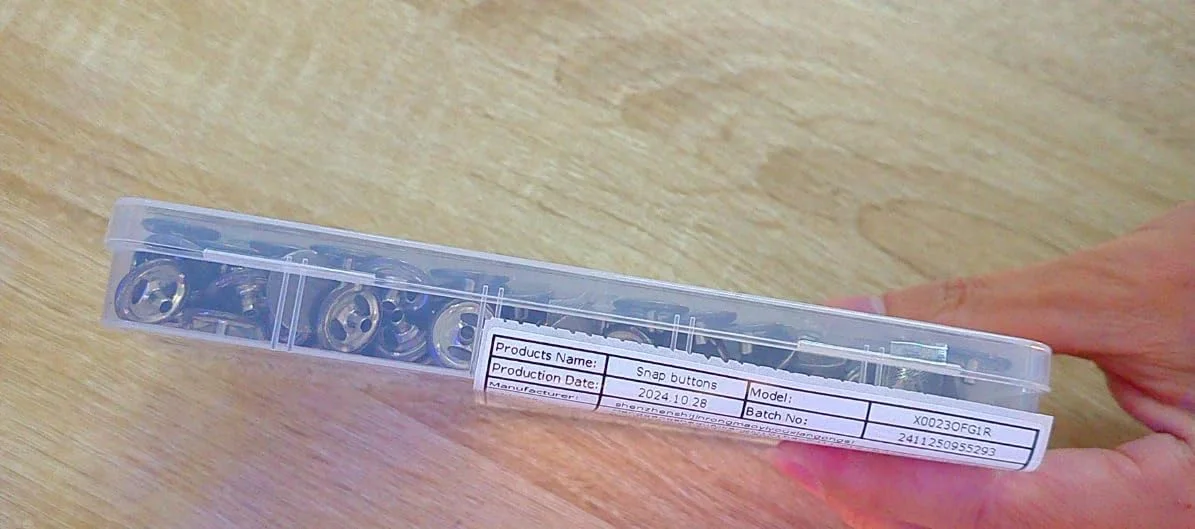 Products Name: Snap buttons Model: X0023OFG1R
Production Date: 2024.10.28 Batch No: 2411250955293
Manufacturer: